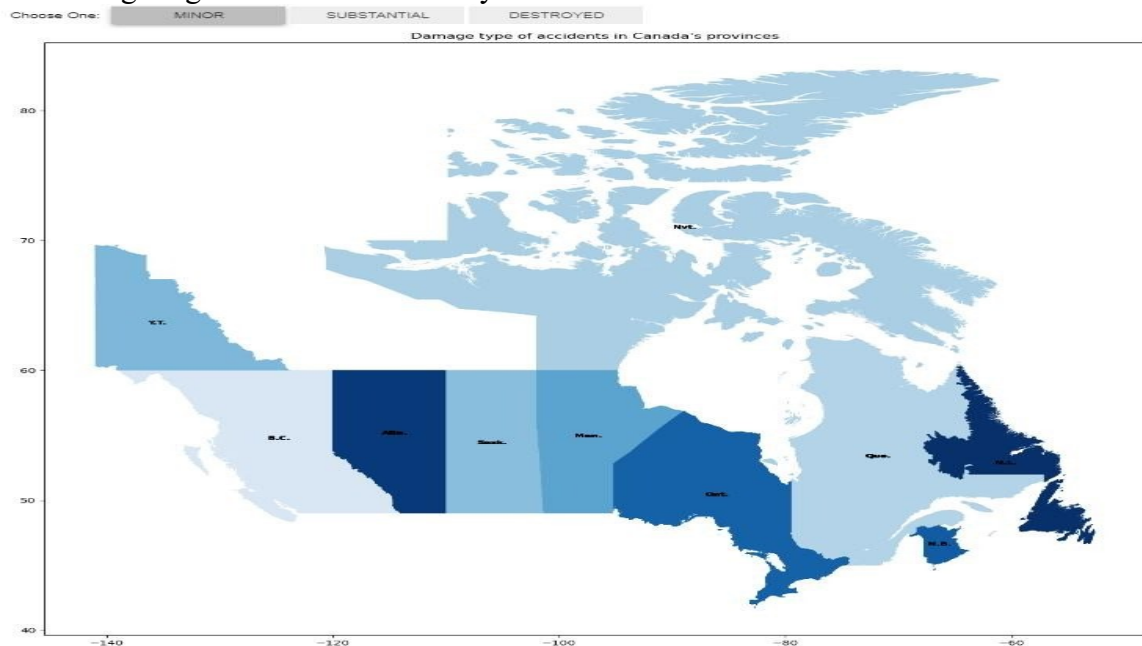 Choose One: MINOR SUBSTANTIAL DESTROYED
Damage type of accidents in Canada's provinces
80
Nvt.
70
Y.T.
60
B.C.
Alta.
Sask.
Man.
Que.
N.L.
50
Ont.
N.B.
40
−140 −120 −100 −80 −60